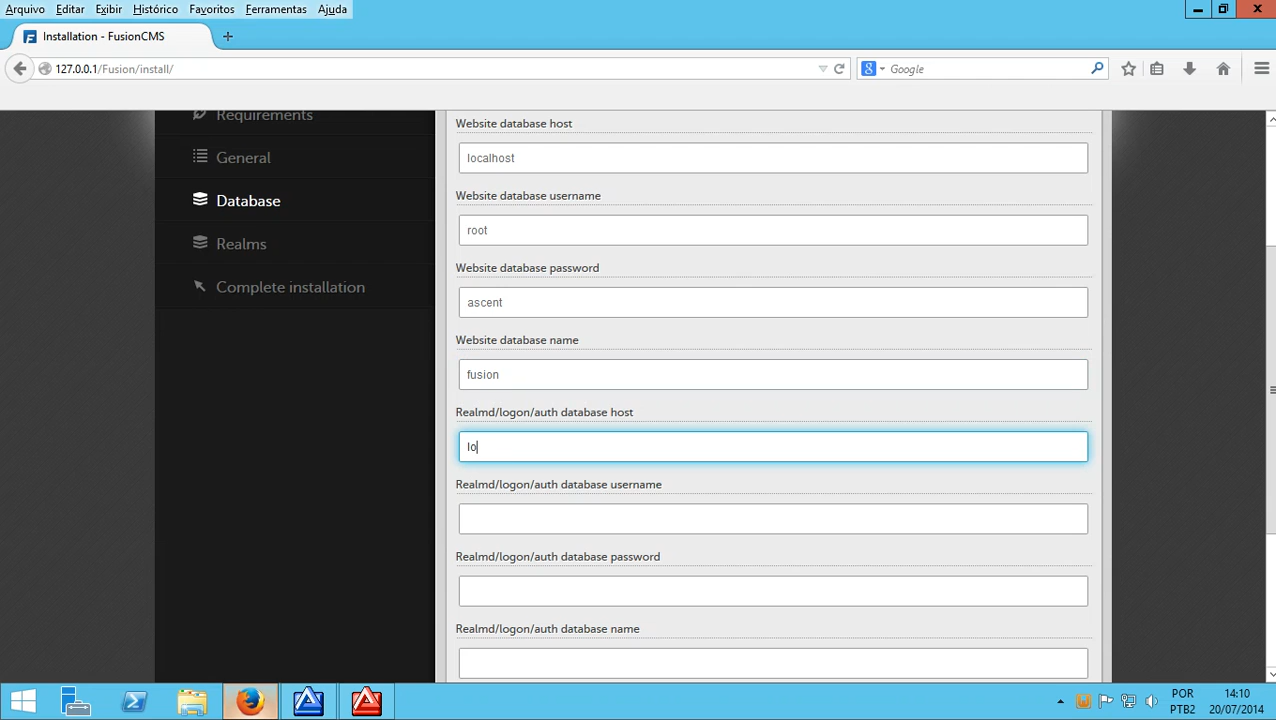 Arquivo Editar Exibir Histórico Favoritos Ferramentas Ajuda
Installation - FusionCMS
127.0.0.1/Fusion/install/
Google
Requirements
General
Database
Realms
Complete installation
Website database host
localhost
Website database username
root
Website database password
ascent
Website database name
fusion
Realmd/logon/auth database host
lo
Realmd/logon/auth database username
Realmd/logon/auth database password
Realmd/logon/auth database name
POR
PTB2
14:10
20/07/2014